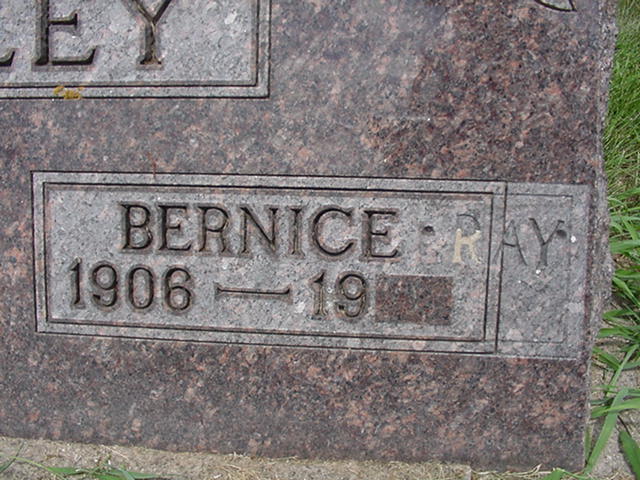 LEY
BERNICE • RAY •
1906 — 19